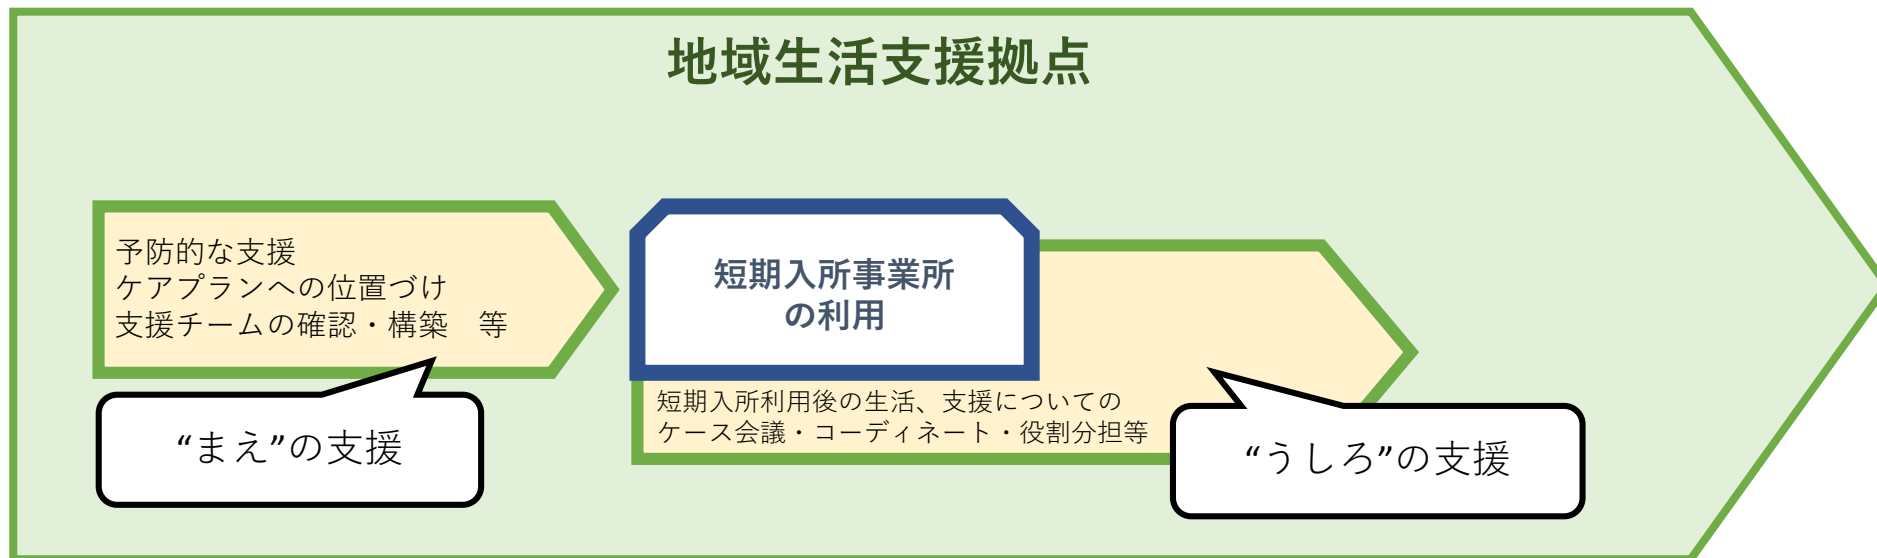 地域生活支援拠点
予防的な支援
ケアプランへの位置づけ
支援チームの確認・構築　等
“まえ”の支援
短期入所事業所
の利用
短期入所利用後の生活、支援についての
ケース会議・コーディネート・役割分担等
“うしろ”の支援